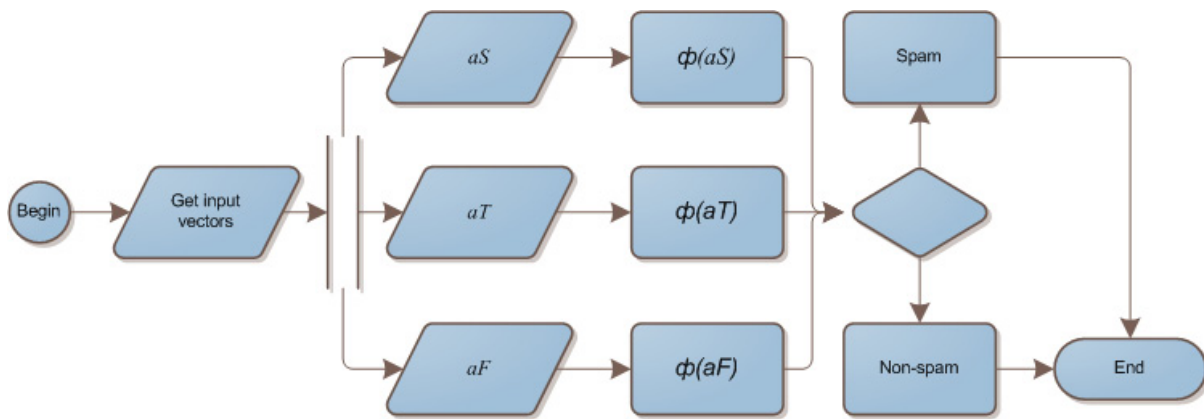 Begin
Get input
vectors
aS
ф(aS)
aT
ф(aT)
aF
ф(aF)
Spam
Non-spam
End